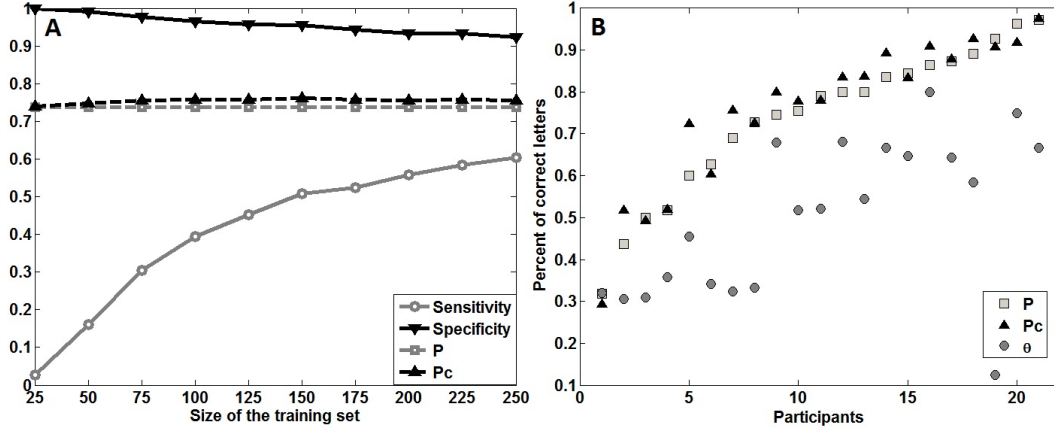 A
1
0.9
0.8
0.7
0.6
0.5
0.4
0.3
0.2
0.1
0
25 50 75 100 125 150 175 200 225 250
Size of the training set
Sensitivity
Specificity
P
Pc
B
Percent of correct letters
1
0.9
0.8
0.7
0.6
0.5
0.4
0.3
0.2
0.1
0 5 10 15 20
Participants
P
Pc
θ